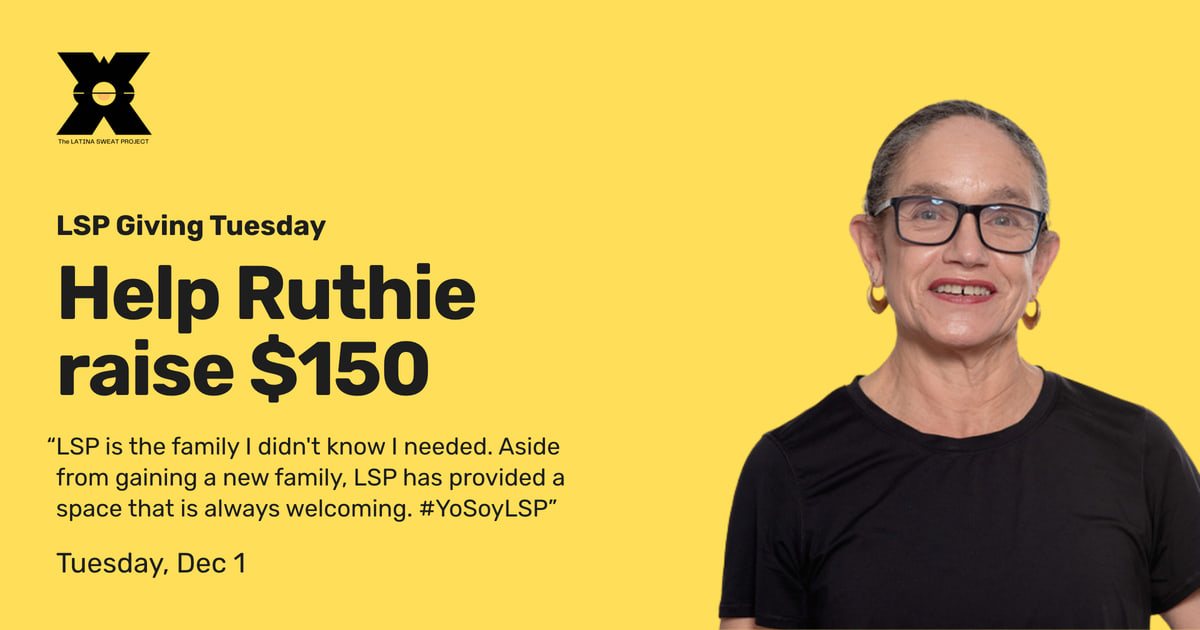 The LATINA SWEAT PROJECT
LSP Giving Tuesday
Help Ruthie
raise $150
“LSP is the family I didn't know I needed. Aside
from gaining a new family, LSP has provided a
space that is always welcoming. #YoSoyLSP”
Tuesday, Dec 1